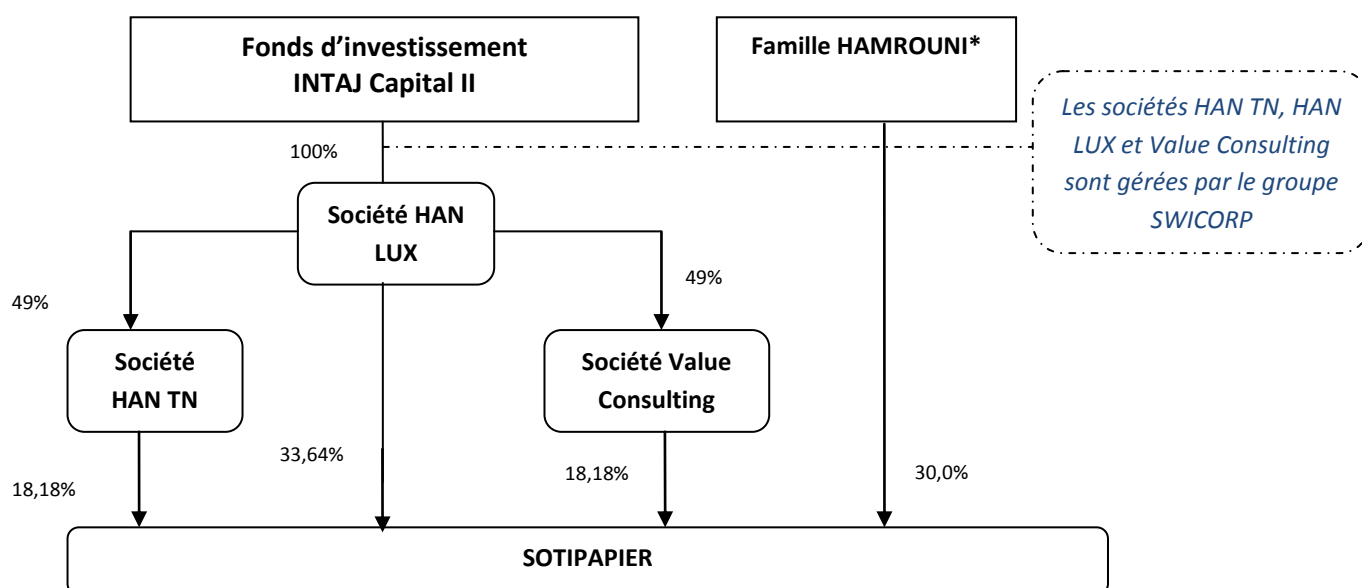 Fonds d’investissement
INTAJ Capital II
Famille HAMROUNI*
Les sociétés HAN TN, HAN
LUX et Value Consulting
sont gérées par le groupe
SWICORP
100%
Société HAN
LUX
49%
49%
Société
HAN TN
Société Value
Consulting
18,18%
33,64%
18,18%
30,0%
SOTIPAPIER